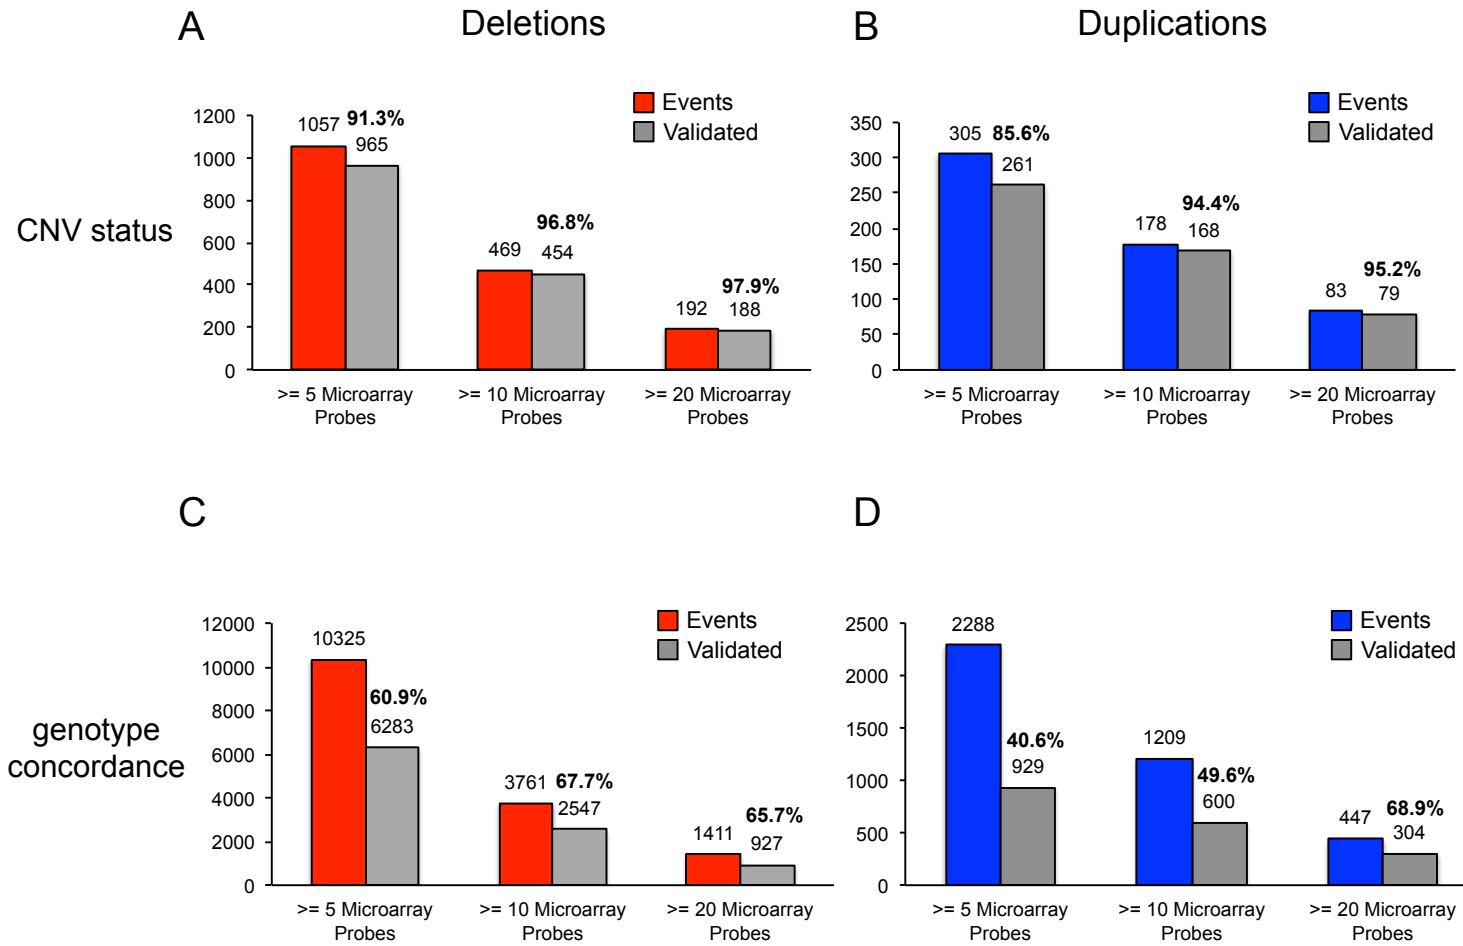 A
Deletions
B
Duplications
CNV status
Events
Validated
1200
1000
800
600
400
200
0
1057
91.3%
965
96.8%
469
454
97.9%
192
188
>= 5 Microarray
Probes
>= 10 Microarray
Probes
>= 20 Microarray
Probes
Events
Validated
350
300
250
200
150
100
50
0
305
85.6%
261
94.4%
178
168
95.2%
83
79
>= 5 Microarray
Probes
>= 10 Microarray
Probes
>= 20 Microarray
Probes
C
D
genotype
concordance
Events
Validated
12000
10000
8000
6000
4000
2000
0
10325
60.9%
6283
3761
67.7%
2547
65.7%
1411
927
>= 5 Microarray
Probes
>= 10 Microarray
Probes
>= 20 Microarray
Probes
Events
Validated
2500
2000
1500
1000
500
0
2288
40.6%
929
1209
49.6%
600
68.9%
447
304
>= 5 Microarray
Probes
>= 10 Microarray
Probes
>= 20 Microarray
Probes